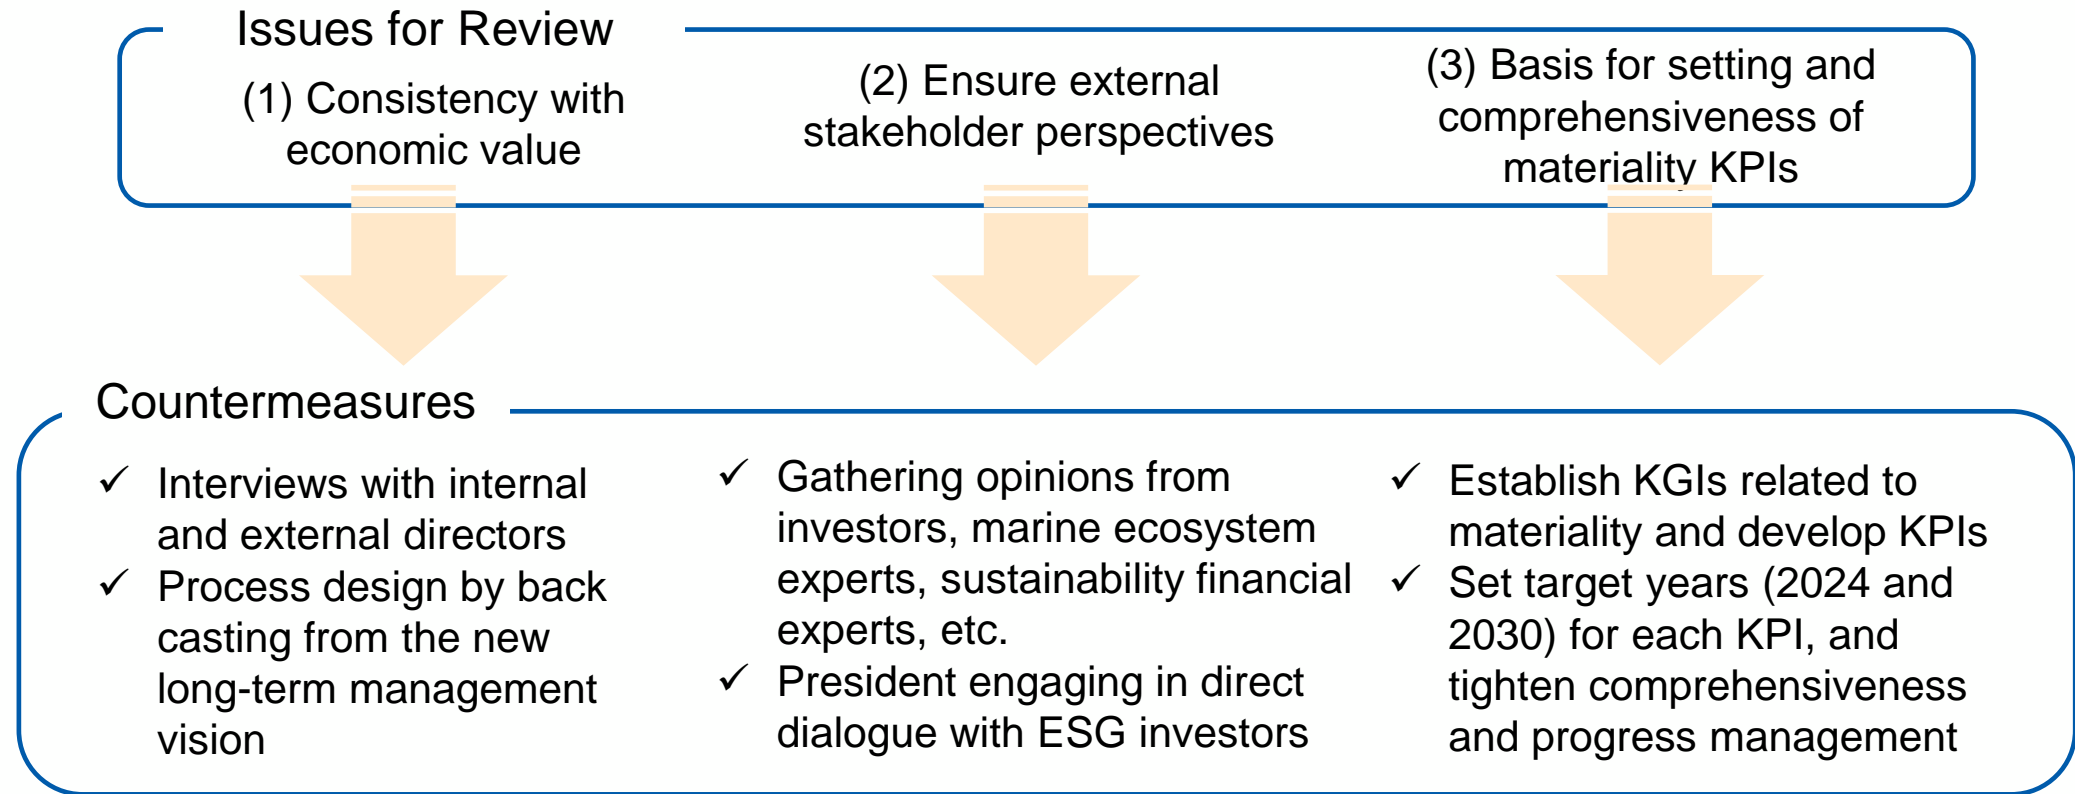 Issues for Review
(1) Consistency with
economic value
(2) Ensure external
stakeholder perspectives
(3) Basis for setting and
comprehensiveness of
materiality KPIs
Countermeasures
✓ Interviews with internal
and external directors
✓ Process design by back
casting from the new
long-term management
vision
✓ Gathering opinions from
investors, marine ecosystem
experts, sustainability financial
experts, etc.
✓ President engaging in direct
dialogue with ESG investors
✓ Establish KGIs related to
materiality and develop KPIs
✓ Set target years (2024 and
2030) for each KPI, and
tighten comprehensiveness
and progress management